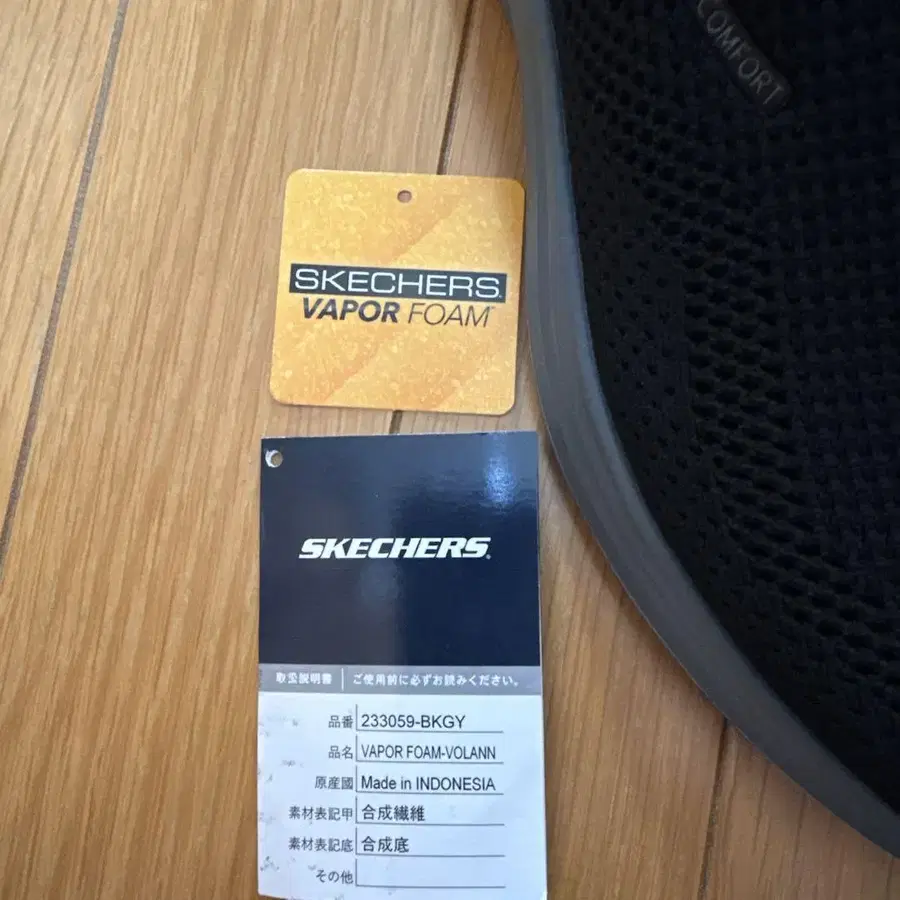 COMFORT
SKECHERS
VAPOR FOAM™
SKECHERS®
取扱説明書 ご使用前に必ずお読みください。
品番 233059-BKGY
品名 VAPOR FOAM-VOLANN
原産國 Made in INDONESIA
素材表記甲 合成繊維
素材表記底 合成底
その他